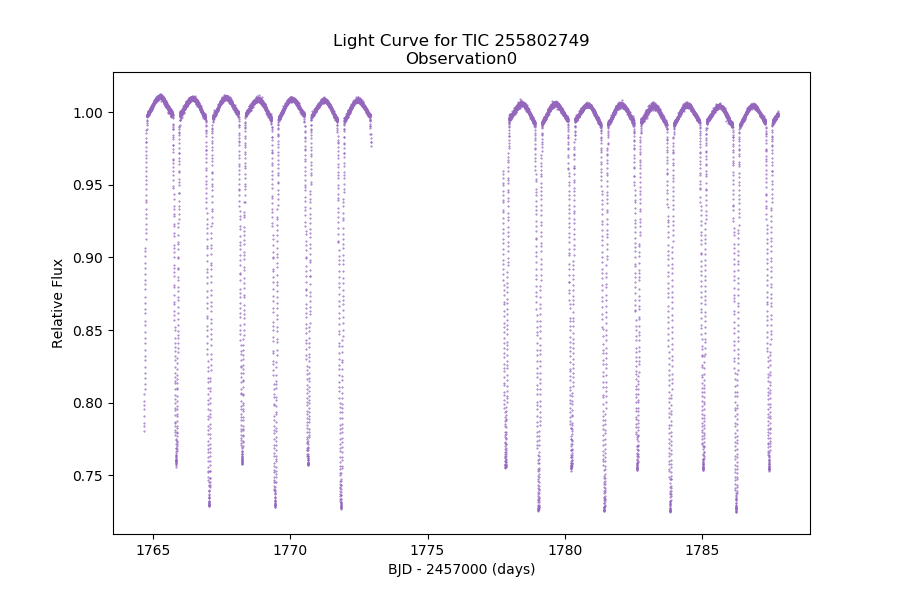 Light Curve for TIC 255802749
Observation0
1.00
0.95
0.90
0.85
0.80
0.75
Relative Flux
1765
1770
1775
1780
1785
BJD - 2457000 (days)